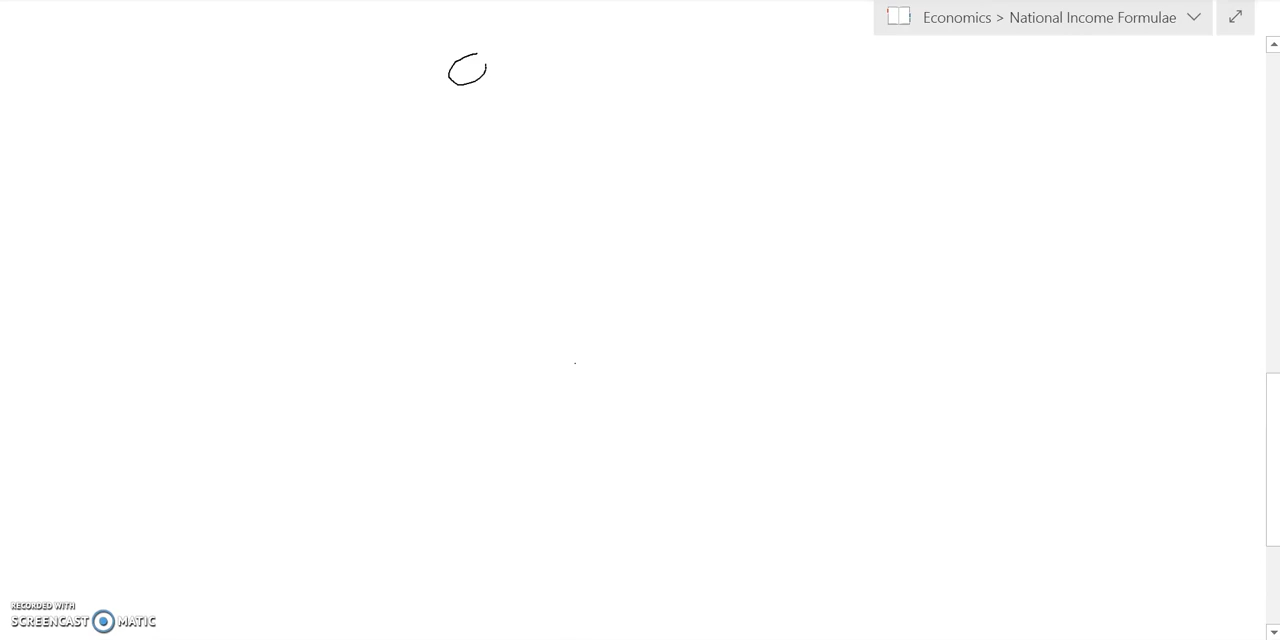 Economics > National Income Formulae
RECORDED WITH
SCREENCAST MATIC